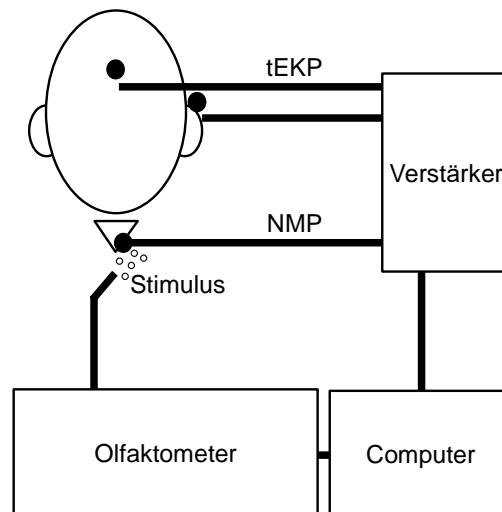 tEKP
Verstärker
NMP
Stimulus
Olfaktometer
Computer